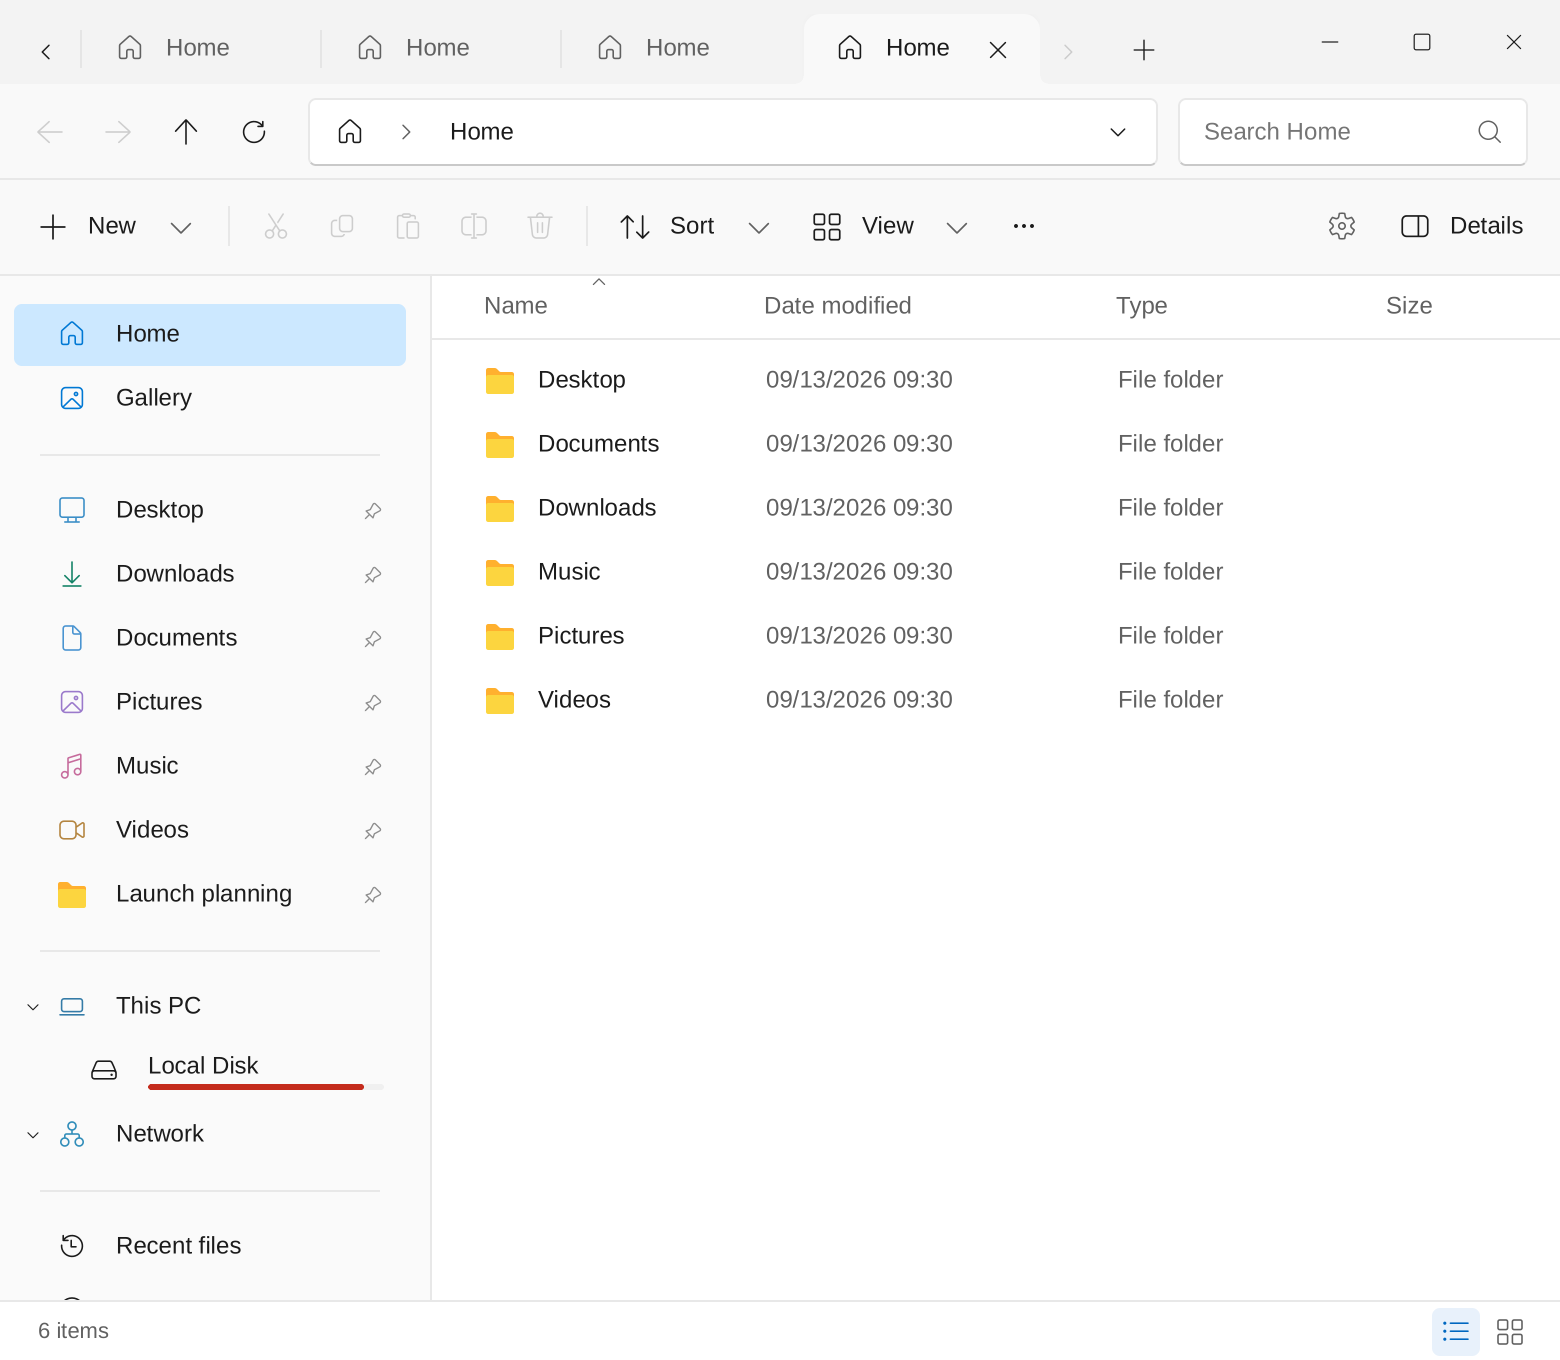 Home
Home
Home
Home
Home
Search Home
New
Sort
View
Details
Home
Gallery
Desktop
Downloads
Documents
Pictures
Music
Videos
Launch planning
This PC
Local Disk
Network
Recent files
Name Date modified Type Size
Desktop 09/13/2026 09:30 File folder
Documents 09/13/2026 09:30 File folder
Downloads 09/13/2026 09:30 File folder
Music 09/13/2026 09:30 File folder
Pictures 09/13/2026 09:30 File folder
Videos 09/13/2026 09:30 File folder
6 items